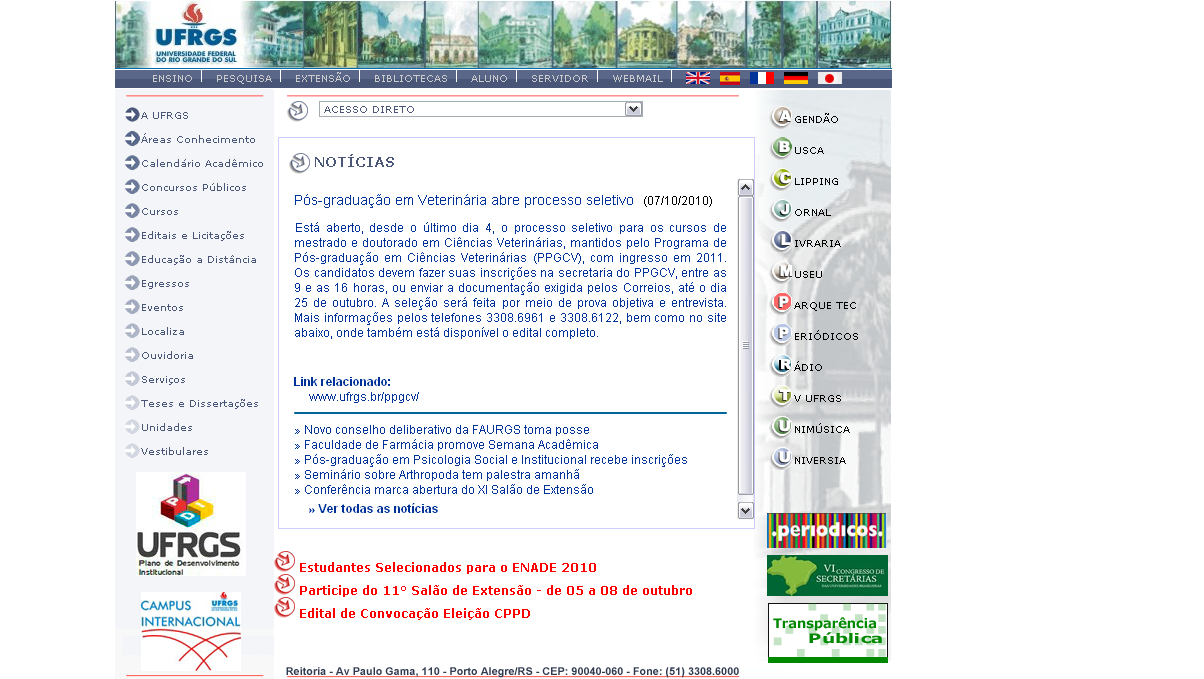 UFRGS
UNIVERSIDADE FEDERAL
DO RIO GRANDE DO SUL
ENSINO PESQUISA EXTENSÃO BIBLIOTECAS ALUNO SERVIDOR WEBMAIL
A UFRGS
Áreas Conhecimento
Calendário Acadêmico
Concursos Públicos
Cursos
Editais e Licitações
Educação a Distância
Egressos
Eventos
Localiza
Ouvidoria
Serviços
Teses e Dissertações
Unidades
Vestibulares
PDI
UFRGS
Plano de Desenvolvimento
Institucional
CAMPUS UFRGS
INTERNACIONAL
ACESSO DIRETO
NOTÍCIAS
Pós-graduação em Veterinária abre processo seletivo (07/10/2010)
Está aberto, desde o último dia 4, o processo seletivo para os cursos de
mestrado e doutorado em Ciências Veterinárias, mantidos pelo Programa de
Pós-graduação em Ciências Veterinárias (PPGCV), com ingresso em 2011.
Os candidatos devem fazer suas inscrições na secretaria do PPGCV, entre as
9 e as 16 horas, ou enviar a documentação exigida pelos Correios, até o dia
25 de outubro. A seleção será feita por meio de prova objetiva e entrevista.
Mais informações pelos telefones 3308.6961 e 3308.6122, bem como no site
abaixo, onde também está disponível o edital completo.
Link relacionado:
www.ufrgs.br/ppgcv/
» Novo conselho deliberativo da FAURGS toma posse
» Faculdade de Farmácia promove Semana Acadêmica
» Pós-graduação em Psicologia Social e Institucional recebe inscrições
» Seminário sobre Arthropoda tem palestra amanhã
» Conferência marca abertura do XI Salão de Extensão
» Ver todas as notícias
Estudantes Selecionados para o ENADE 2010
Participe do 11º Salão de Extensão - de 05 a 08 de outubro
Edital de Convocação Eleição CPPD
Reitoria - Av Paulo Gama, 110 - Porto Alegre/RS - CEP: 90040-060 - Fone: (51) 3308.6000
AGENDÃO
BUSCA
CLIPPING
JORNAL
LIVRARIA
MUSEU
PARQUE TEC
PERIÓDICOS
RÁDIO
TV UFRGS
UNIMÚSICA
UNIVERSIA
.periodicos.
VI CONGRESSO DE
SECRETÁRIAS
DAS UNIVERSIDADES BRASILEIRAS
Transparência
Pública